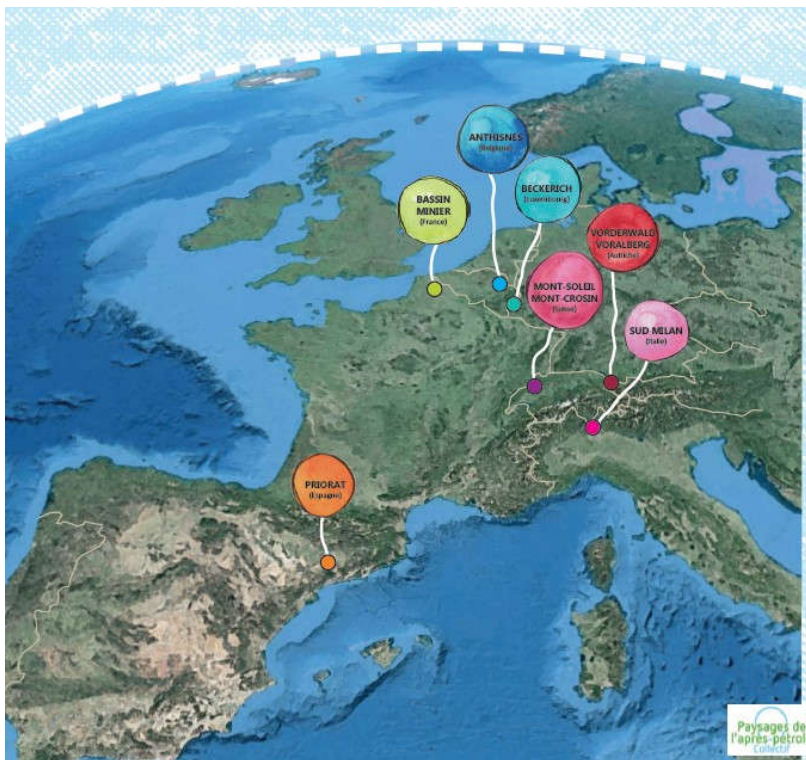 ANTHISNES
(Belgique)
BECKERICH
(Luxembourg)
BASSIN
MINIER
(France)
VORDERWALD
VORALBERG
(Autriche)
MONT-SOLEIL
MONT-CROSIN
(Suisse)
SUD MILAN
(Italie)
PRIORAT
(Espagne)
Paysages de
l'après-pétrol
Collectif